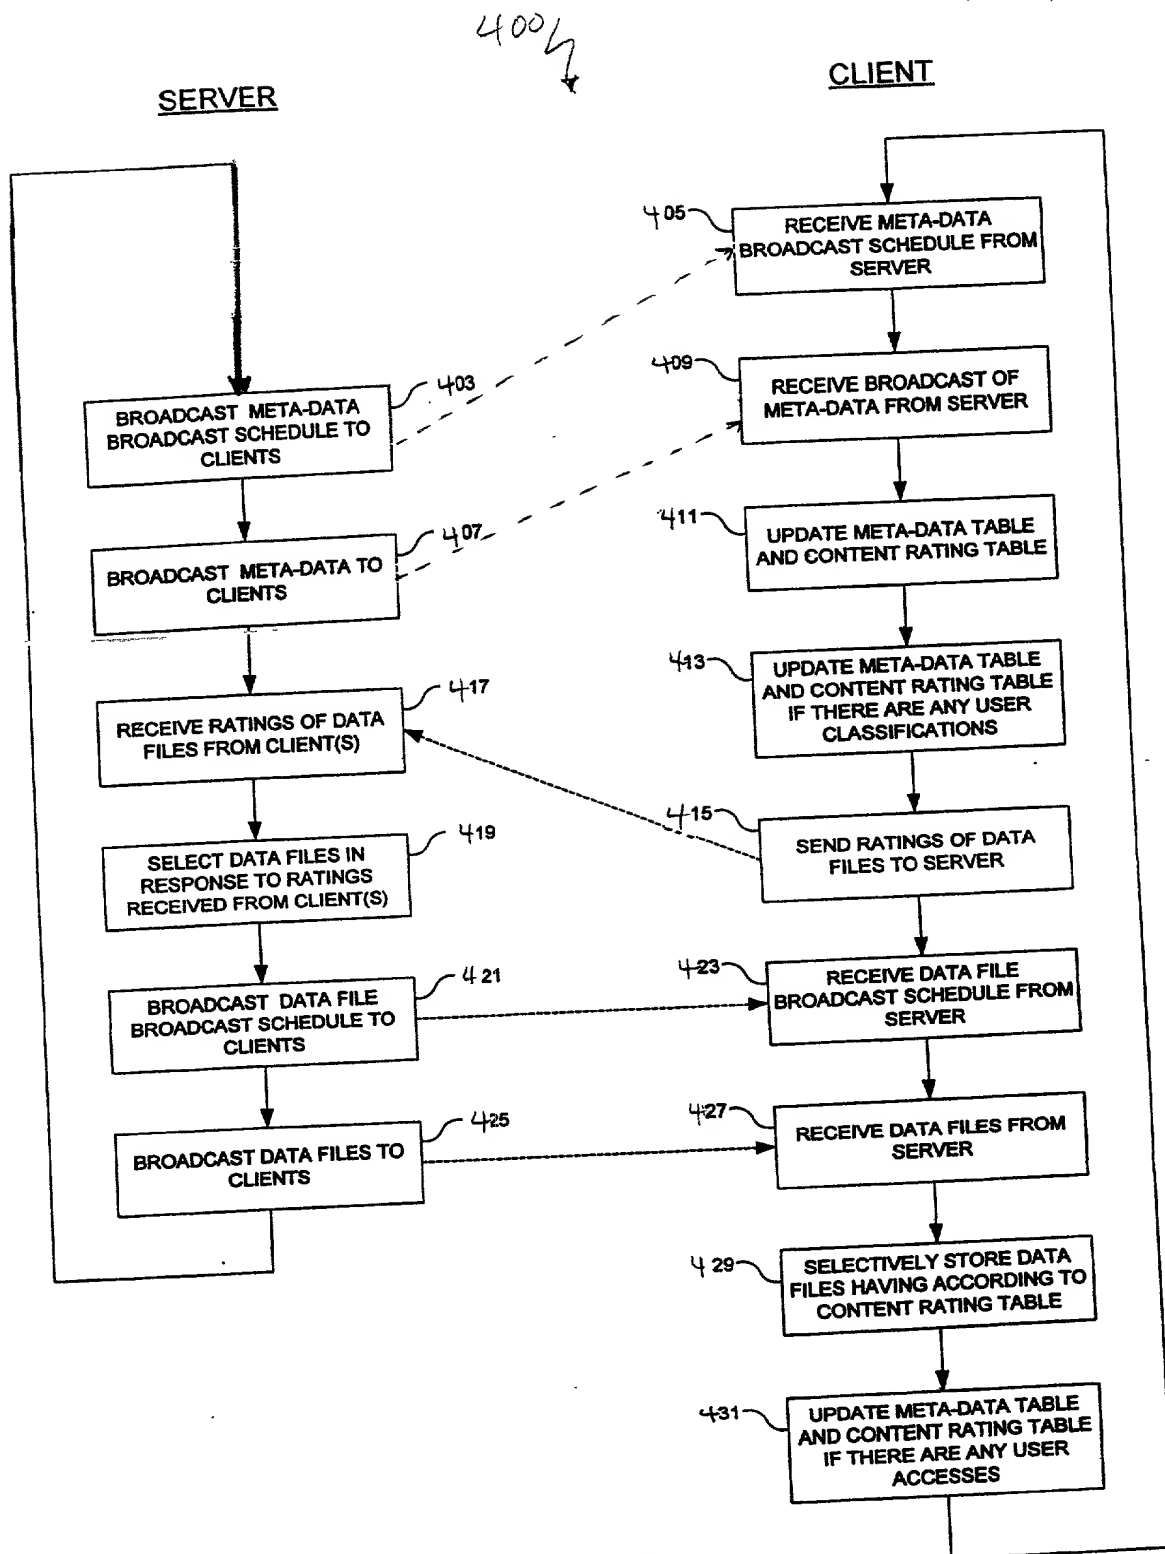 400
SERVER
CLIENT
405
RECEIVE META-DATA
BROADCAST SCHEDULE FROM
SERVER
403
BROADCAST META-DATA
BROADCAST SCHEDULE TO
CLIENTS
409
RECEIVE BROADCAST OF
META-DATA FROM SERVER
407
BROADCAST META-DATA TO
CLIENTS
411
UPDATE META-DATA TABLE
AND CONTENT RATING TABLE
413
UPDATE META-DATA TABLE
AND CONTENT RATING TABLE
IF THERE ARE ANY USER
CLASSIFICATIONS
417
RECEIVE RATINGS OF DATA
FILES FROM CLIENT(S)
415
SEND RATINGS OF DATA
FILES TO SERVER
419
SELECT DATA FILES IN
RESPONSE TO RATINGS
RECEIVED FROM CLIENT(S)
421
BROADCAST DATA FILE
BROADCAST SCHEDULE TO
CLIENTS
423
RECEIVE DATA FILE
BROADCAST SCHEDULE FROM
SERVER
425
BROADCAST DATA FILES TO
CLIENTS
427
RECEIVE DATA FILES FROM
SERVER
429
SELECTIVELY STORE DATA
FILES HAVING ACCORDING TO
CONTENT RATING TABLE
431
UPDATE META-DATA TABLE
AND CONTENT RATING TABLE
IF THERE ARE ANY USER
ACCESSES